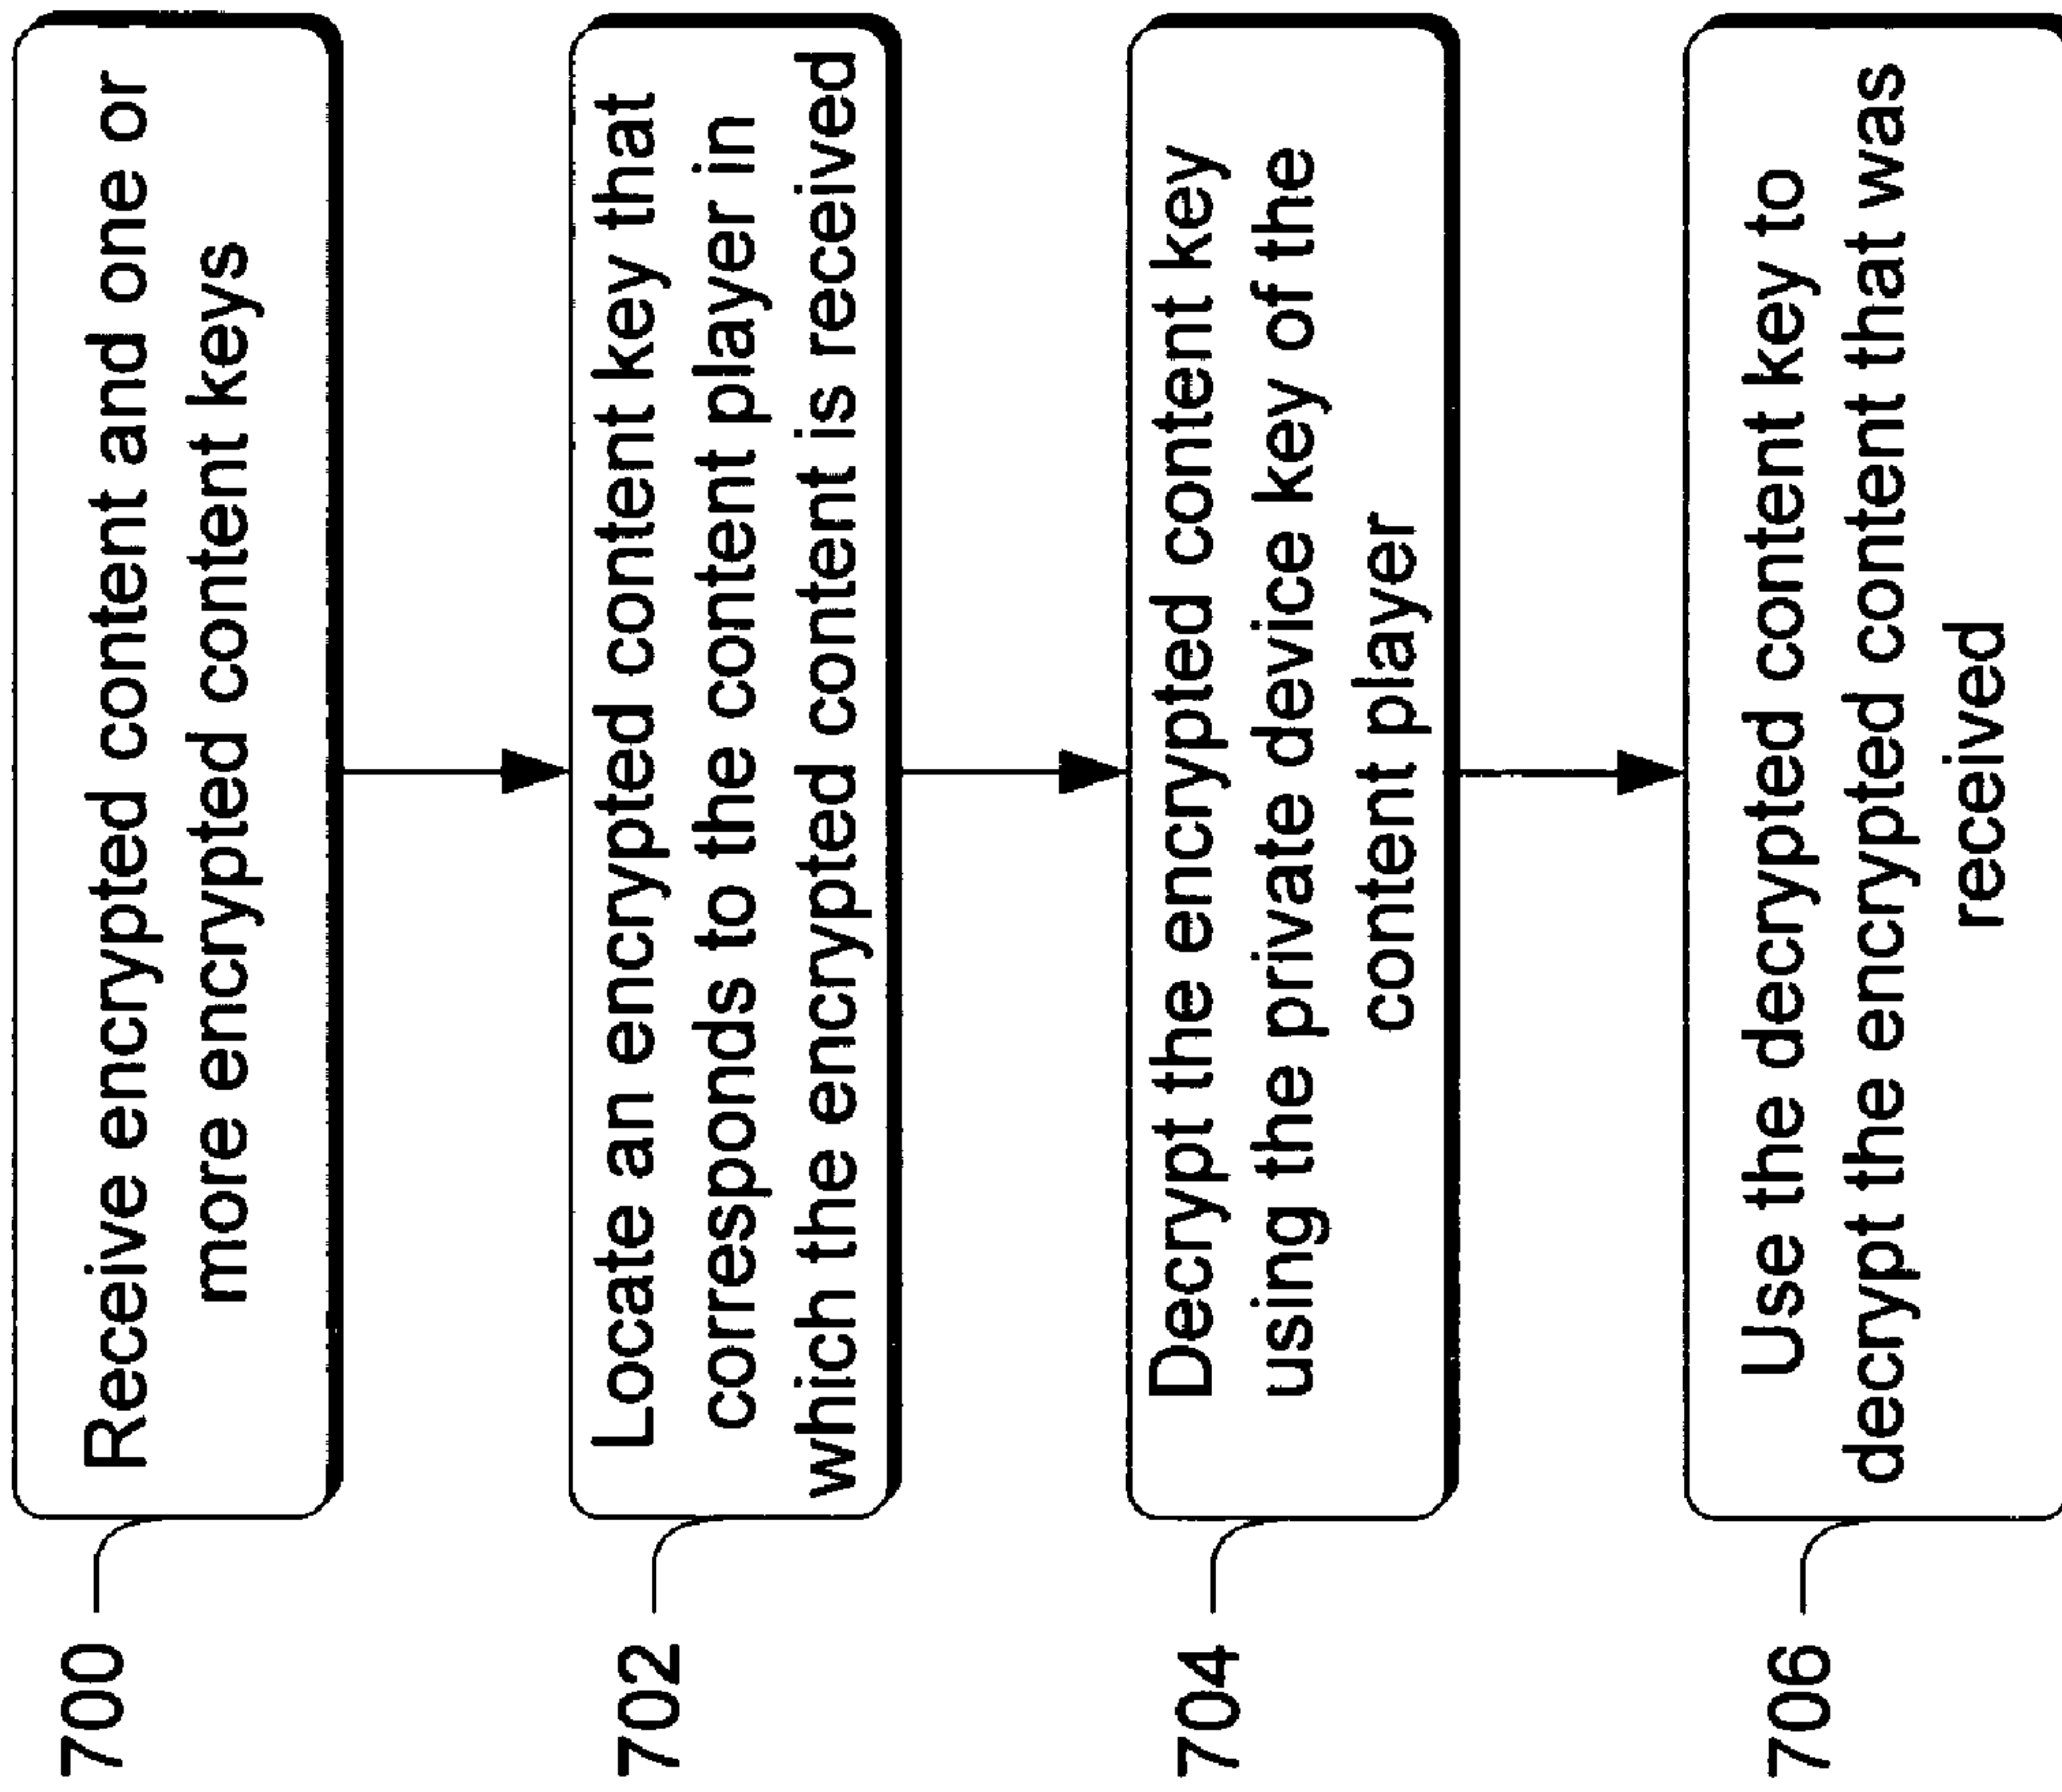 700
Receive encrypted content and one or
more encrypted content keys
702
Locate an encrypted content key that
corresponds to the content player in
which the encrypted content is received
704
Decrypt the encrypted content key
using the private device key of the
content player
706
Use the decrypted content key to
decrypt the encrypted content that was
received